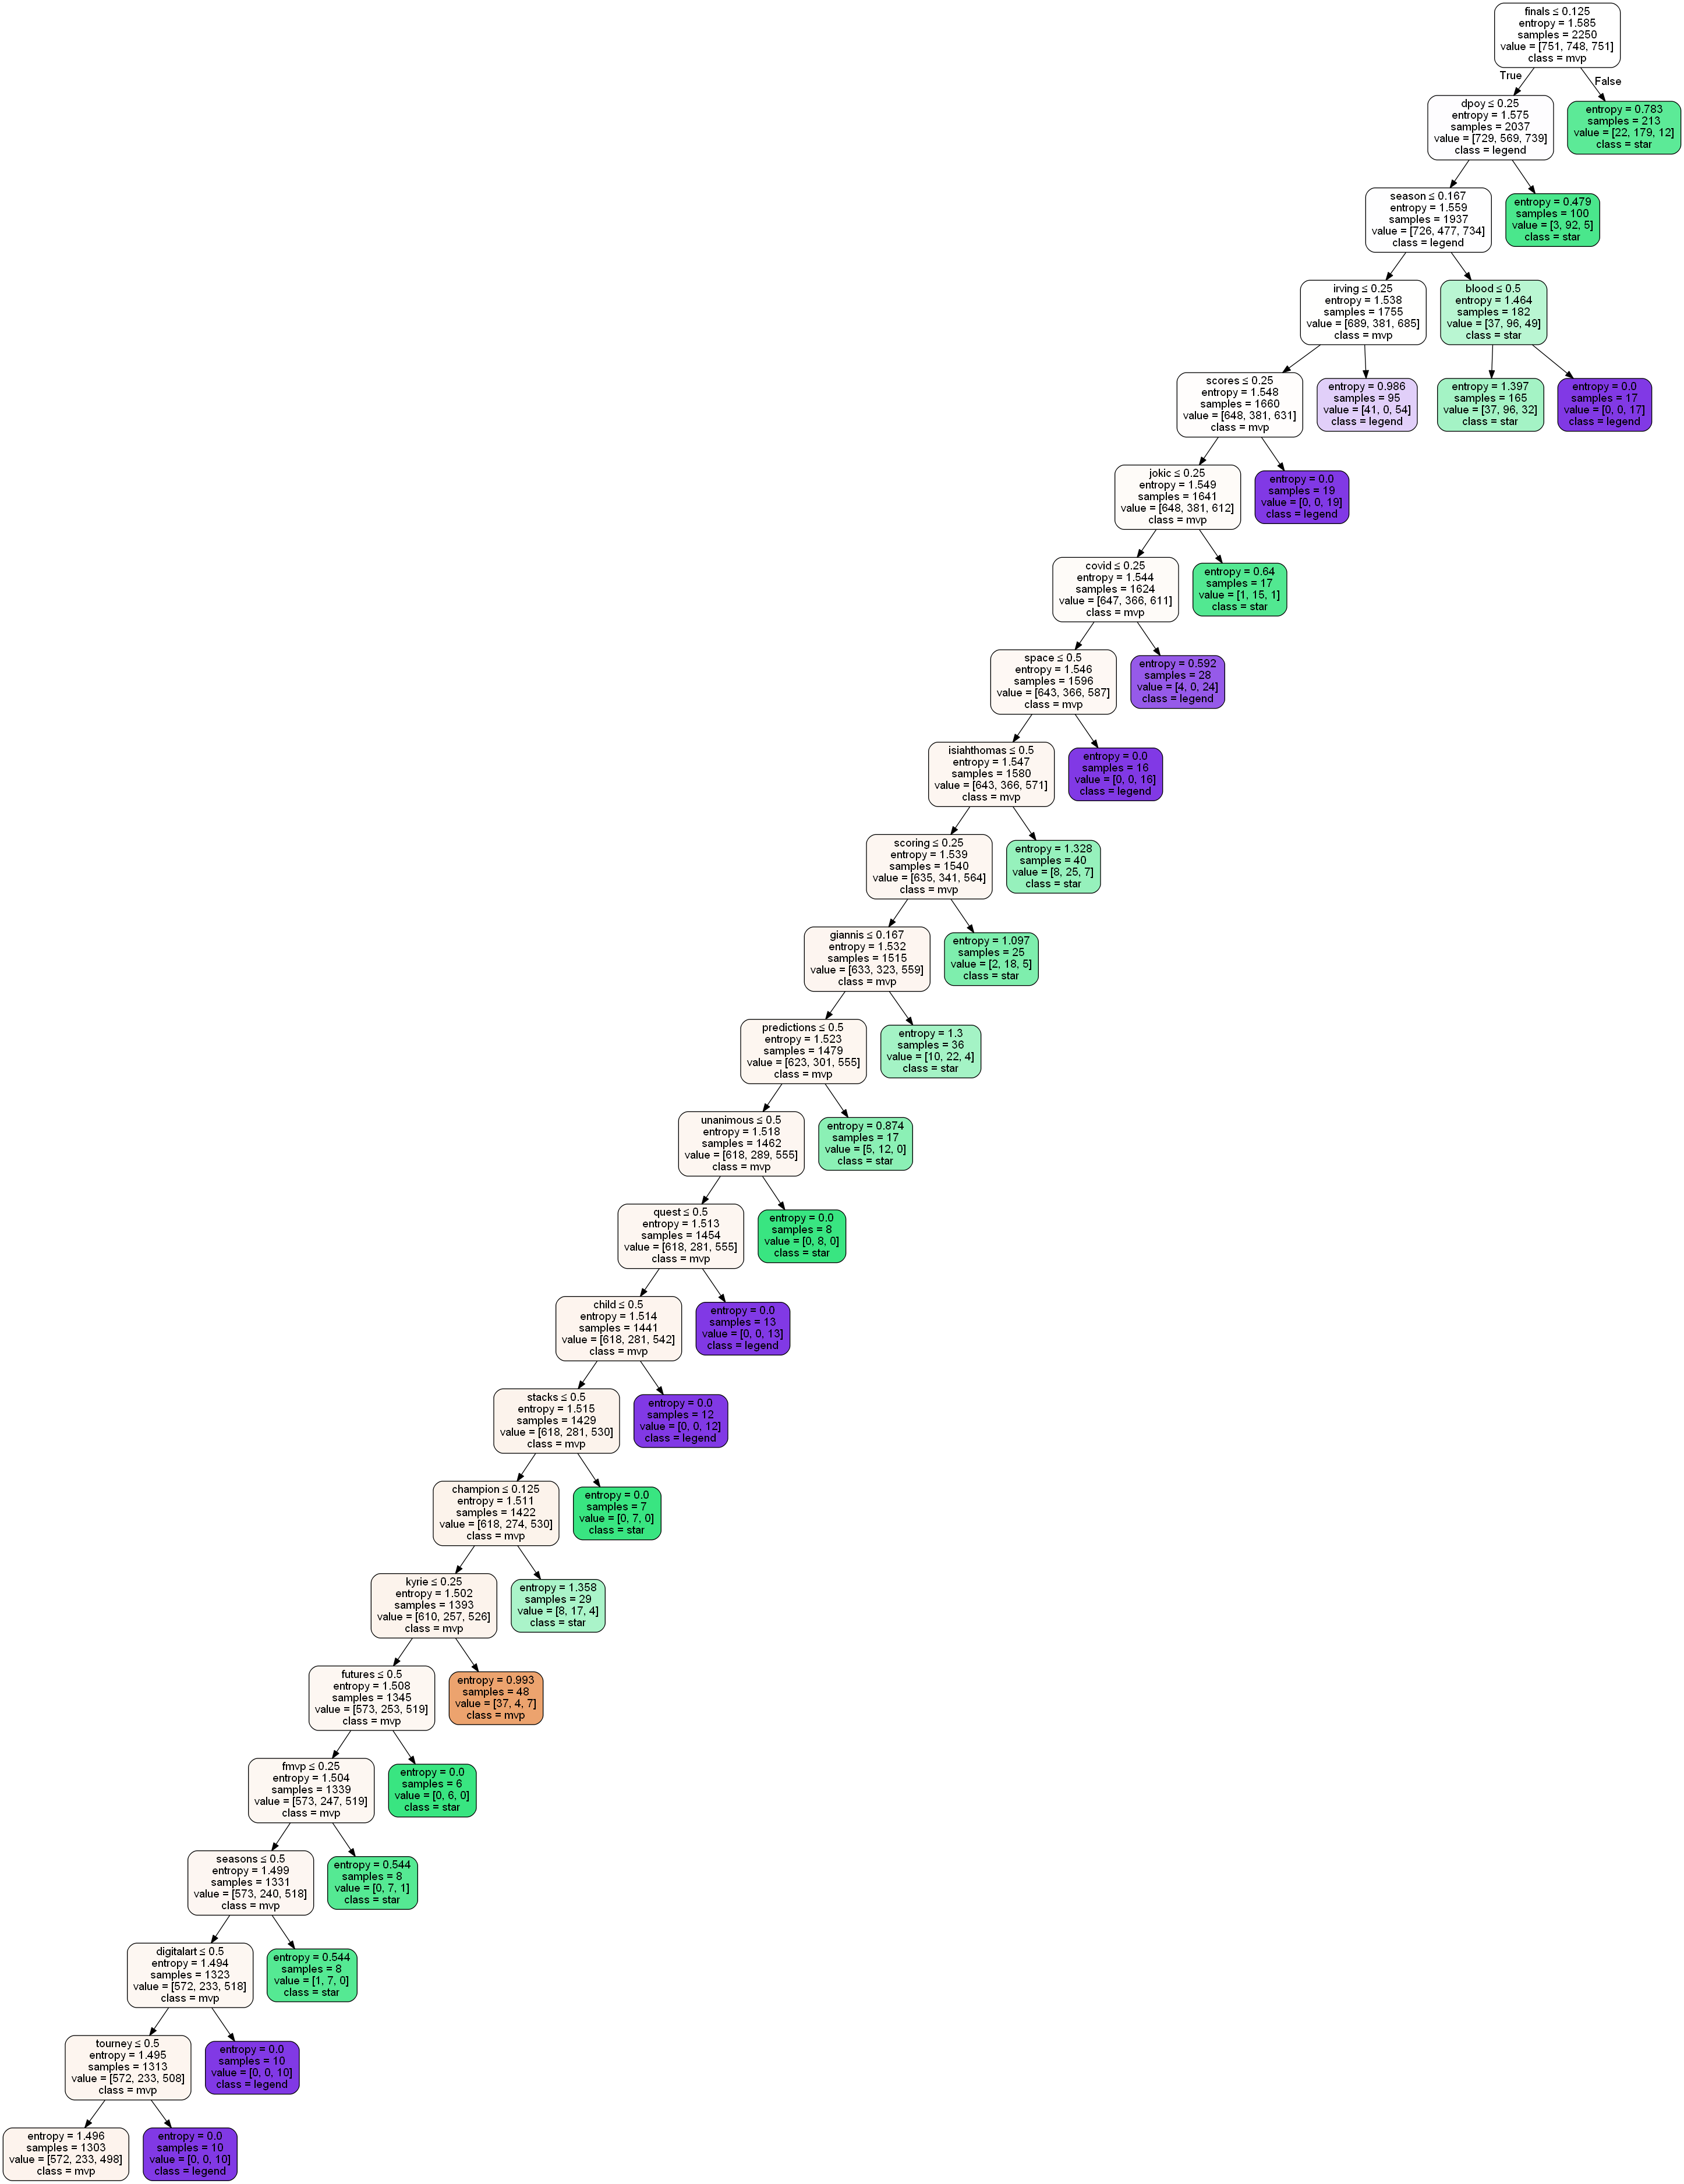 finals ≤ 0.125
entropy = 1.585
samples = 2250
value = [751, 748, 751]
class = mvp
True
False
dpoy ≤ 0.25
entropy = 1.575
samples = 2037
value = [729, 569, 739]
class = legend
entropy = 0.783
samples = 213
value = [22, 179, 12]
class = star
season ≤ 0.167
entropy = 1.559
samples = 1937
value = [726, 477, 734]
class = legend
entropy = 0.479
samples = 100
value = [3, 92, 5]
class = star
irving ≤ 0.25
entropy = 1.538
samples = 1755
value = [689, 381, 685]
class = mvp
blood ≤ 0.5
entropy = 1.464
samples = 182
value = [37, 96, 49]
class = star
scores ≤ 0.25
entropy = 1.548
samples = 1660
value = [648, 381, 631]
class = mvp
entropy = 0.986
samples = 95
value = [41, 0, 54]
class = legend
entropy = 1.397
samples = 165
value = [37, 96, 32]
class = star
entropy = 0.0
samples = 17
value = [0, 0, 17]
class = legend
jokic ≤ 0.25
entropy = 1.549
samples = 1641
value = [648, 381, 612]
class = mvp
entropy = 0.0
samples = 19
value = [0, 0, 19]
class = legend
covid ≤ 0.25
entropy = 1.544
samples = 1624
value = [647, 366, 611]
class = mvp
entropy = 0.64
samples = 17
value = [1, 15, 1]
class = star
space ≤ 0.5
entropy = 1.546
samples = 1596
value = [643, 366, 587]
class = mvp
entropy = 0.592
samples = 28
value = [4, 0, 24]
class = legend
isiahthomas ≤ 0.5
entropy = 1.547
samples = 1580
value = [643, 366, 571]
class = mvp
entropy = 0.0
samples = 16
value = [0, 0, 16]
class = legend
scoring ≤ 0.25
entropy = 1.539
samples = 1540
value = [635, 341, 564]
class = mvp
entropy = 1.328
samples = 40
value = [8, 25, 7]
class = star
giannis ≤ 0.167
entropy = 1.532
samples = 1515
value = [633, 323, 559]
class = mvp
entropy = 1.097
samples = 25
value = [2, 18, 5]
class = star
predictions ≤ 0.5
entropy = 1.523
samples = 1479
value = [623, 301, 555]
class = mvp
entropy = 1.3
samples = 36
value = [10, 22, 4]
class = star
unanimous ≤ 0.5
entropy = 1.518
samples = 1462
value = [618, 289, 555]
class = mvp
entropy = 0.874
samples = 17
value = [5, 12, 0]
class = star
quest ≤ 0.5
entropy = 1.513
samples = 1454
value = [618, 281, 555]
class = mvp
entropy = 0.0
samples = 8
value = [0, 8, 0]
class = star
child ≤ 0.5
entropy = 1.514
samples = 1441
value = [618, 281, 542]
class = mvp
entropy = 0.0
samples = 13
value = [0, 0, 13]
class = legend
stacks ≤ 0.5
entropy = 1.515
samples = 1429
value = [618, 281, 530]
class = mvp
entropy = 0.0
samples = 12
value = [0, 0, 12]
class = legend
champion ≤ 0.125
entropy = 1.511
samples = 1422
value = [618, 274, 530]
class = mvp
entropy = 0.0
samples = 7
value = [0, 7, 0]
class = star
kyrie ≤ 0.25
entropy = 1.502
samples = 1393
value = [610, 257, 526]
class = mvp
entropy = 1.358
samples = 29
value = [8, 17, 4]
class = star
futures ≤ 0.5
entropy = 1.508
samples = 1345
value = [573, 253, 519]
class = mvp
entropy = 0.993
samples = 48
value = [37, 4, 7]
class = mvp
fmvp ≤ 0.25
entropy = 1.504
samples = 1339
value = [573, 247, 519]
class = mvp
entropy = 0.0
samples = 6
value = [0, 6, 0]
class = star
seasons ≤ 0.5
entropy = 1.499
samples = 1331
value = [573, 240, 518]
class = mvp
entropy = 0.544
samples = 8
value = [0, 7, 1]
class = star
digitalart ≤ 0.5
entropy = 1.494
samples = 1323
value = [572, 233, 518]
class = mvp
entropy = 0.544
samples = 8
value = [1, 7, 0]
class = star
tourney ≤ 0.5
entropy = 1.495
samples = 1313
value = [572, 233, 508]
class = mvp
entropy = 0.0
samples = 10
value = [0, 0, 10]
class = legend
entropy = 1.496
samples = 1303
value = [572, 233, 498]
class = mvp
entropy = 0.0
samples = 10
value = [0, 0, 10]
class = legend